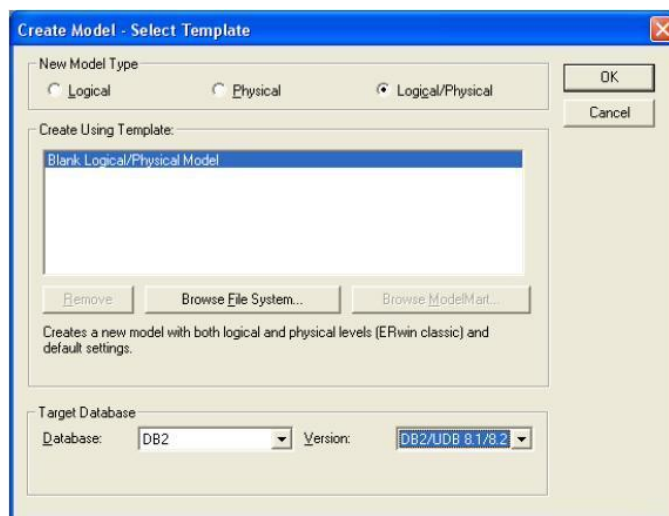 Create Model - Select Template
New Model Type
Logical
Physical
Logical/Physical
OK
Cancel
Create Using Template:
Blank Logical/Physical Model
Remove
Browse File System...
Browse ModelMart...
Creates a new model with both logical and physical levels (ERwin classic) and
default settings.
Target Database
Database:
DB2
Version:
DB2/UDB 8.1/8.2